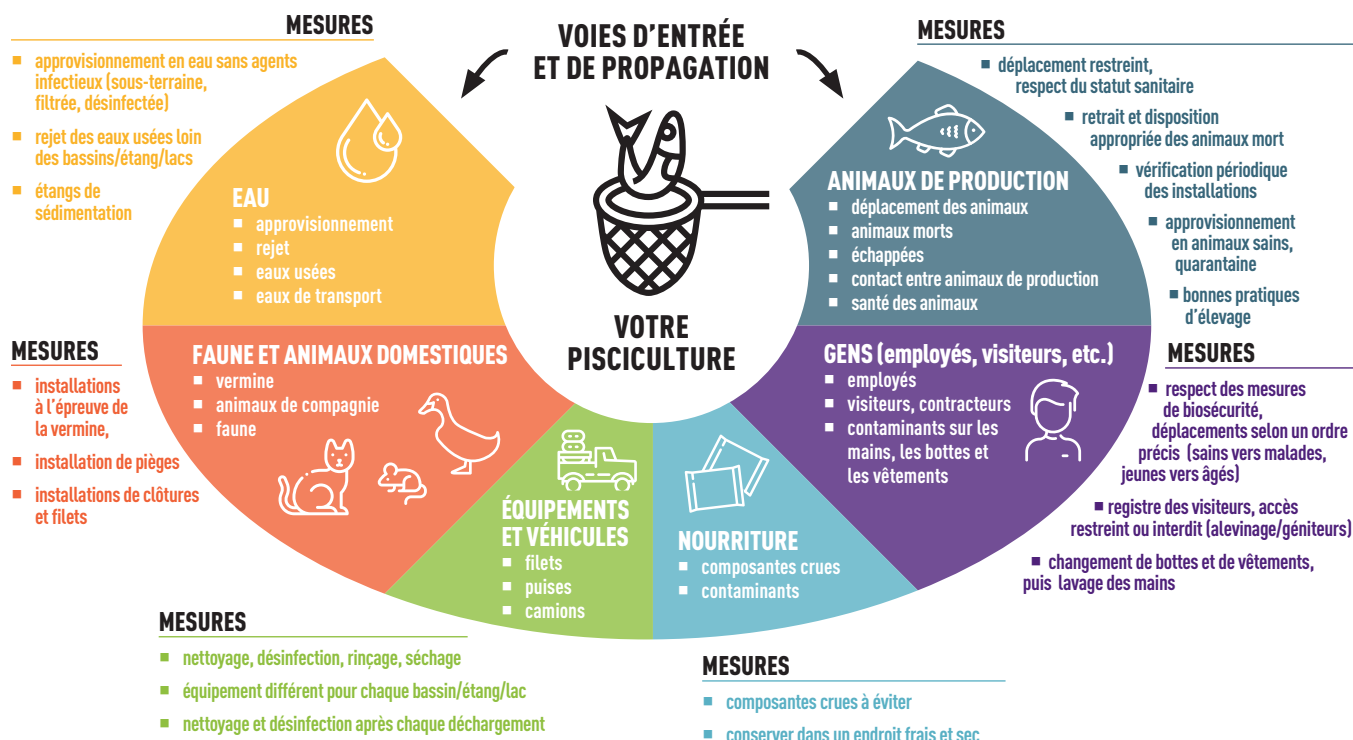 VOIES D'ENTRÉE
ET DE PROPAGATION
VOTRE
PISCICULTURE
MESURES
approvisionnement en eau sans agents
infectieux (sous-terraine,
filtrée, désinfectée)
rejet des eaux usées loin
des bassins/étang/lacs
étangs de
sédimentation
EAU
approvisionnement
rejet
eaux usées
eaux de transport
MESURES
déplacement restreint,
respect du statut sanitaire
retrait et disposition
appropriée des animaux mort
vérification périodique
des installations
approvisionnement
en animaux sains,
quarantaine
bonnes pratiques
d'élevage
ANIMAUX DE PRODUCTION
déplacement des animaux
animaux morts
échappées
contact entre animaux de production
santé des animaux
MESURES
installations
à l'épreuve de
la vermine,
installation de pièges
installations de clôtures
et filets
FAUNE ET ANIMAUX DOMESTIQUES
vermine
animaux de compagnie
faune
GENS (employés, visiteurs, etc.)
employés
visiteurs, contracteurs
contaminants sur les
mains, les bottes et
les vêtements
MESURES
respect des mesures
de biosécurité,
déplacements selon un ordre
précis (sains vers malades,
jeunes vers âgés)
registre des visiteurs, accès
restreint ou interdit (alevinage/géniteurs)
changement de bottes et de vêtements,
puis lavage des mains
ÉQUIPEMENTS
ET VÉHICULES
filets
puises
camions
NOURRITURE
composantes crues
contaminants
MESURES
nettoyage, désinfection, rinçage, séchage
équipement différent pour chaque bassin/étang/lac
nettoyage et désinfection après chaque déchargement
MESURES
composantes crues à éviter
conserver dans un endroit frais et sec